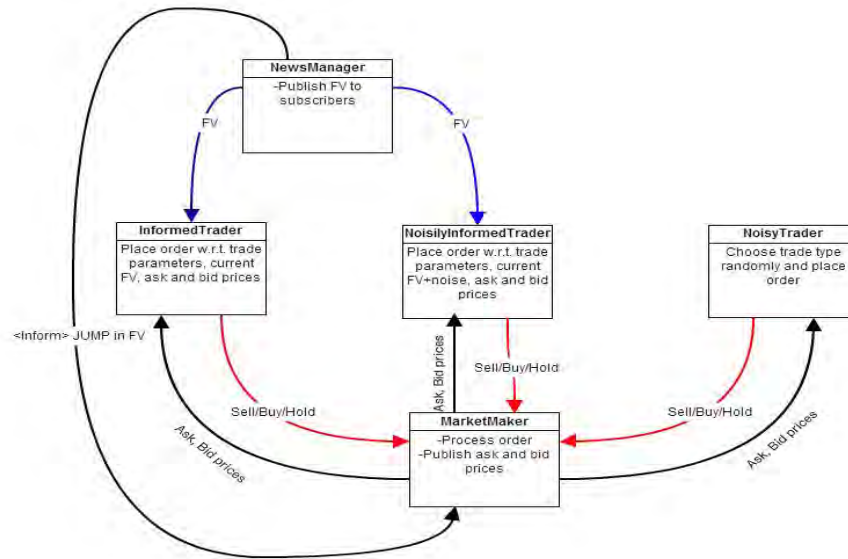 NewsManager
-Publish FV to
subscribers
FV
FV
InformedTrader
Place order w.r.t. trade
parameters, current
FV, ask and bid prices
NoisilyInformedTrader
Place order w.r.t. trade
parameters, current
FV+noise, ask and bid
prices
NoisyTrader
Choose trade type
randomly and place
order
<Inform> JUMP in FV
Ask, Bid prices
Sell/Buy/Hold
Sell/Buy/Hold
Sell/Buy/Hold
Ask, Bid prices
Ask, Bid prices
MarketMaker
-Process order
-Publish ask and bid
prices